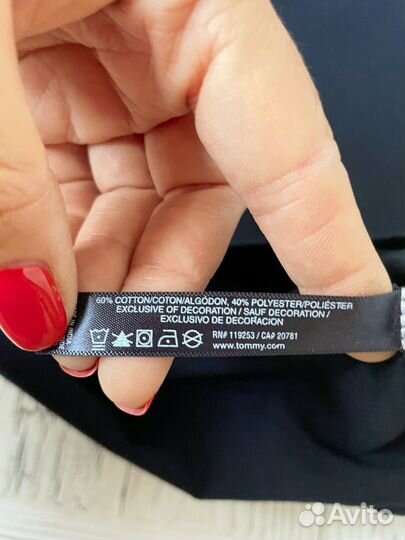 60% COTTON/COTON/ALGODON, 40% POLYESTER/POLIÉSTER
EXCLUSIVE OF DECORATION / SAUF DECORATION /
EXCLUSIVO DE DECORACION
RN# 119253 / CA# 20781
www.tommy.com
Avito